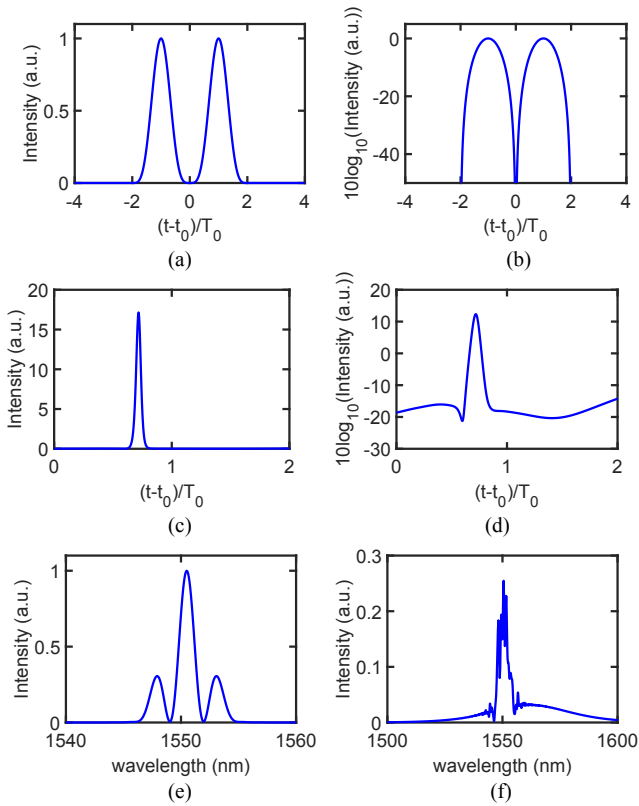 Intensity (a.u.)
1
0.5
0
-4 -2 0 2 4
(t-t0)/T0
(a)
10log10(Intensity (a.u.))
0
-20
-40
-4 -2 0 2 4
(t-t0)/T0
(b)
Intensity (a.u.)
20
15
10
5
0
0 1 2
(t-t0)/T0
(c)
10log10(Intensity (a.u.))
20
10
0
-10
-20
-30
0 1 2
(t-t0)/T0
(d)
Intensity (a.u.)
1
0.5
0
1540 1550 1560
wavelength (nm)
(e)
Intensity (a.u.)
0.3
0.2
0.1
0
1500 1550 1600
wavelength (nm)
(f)